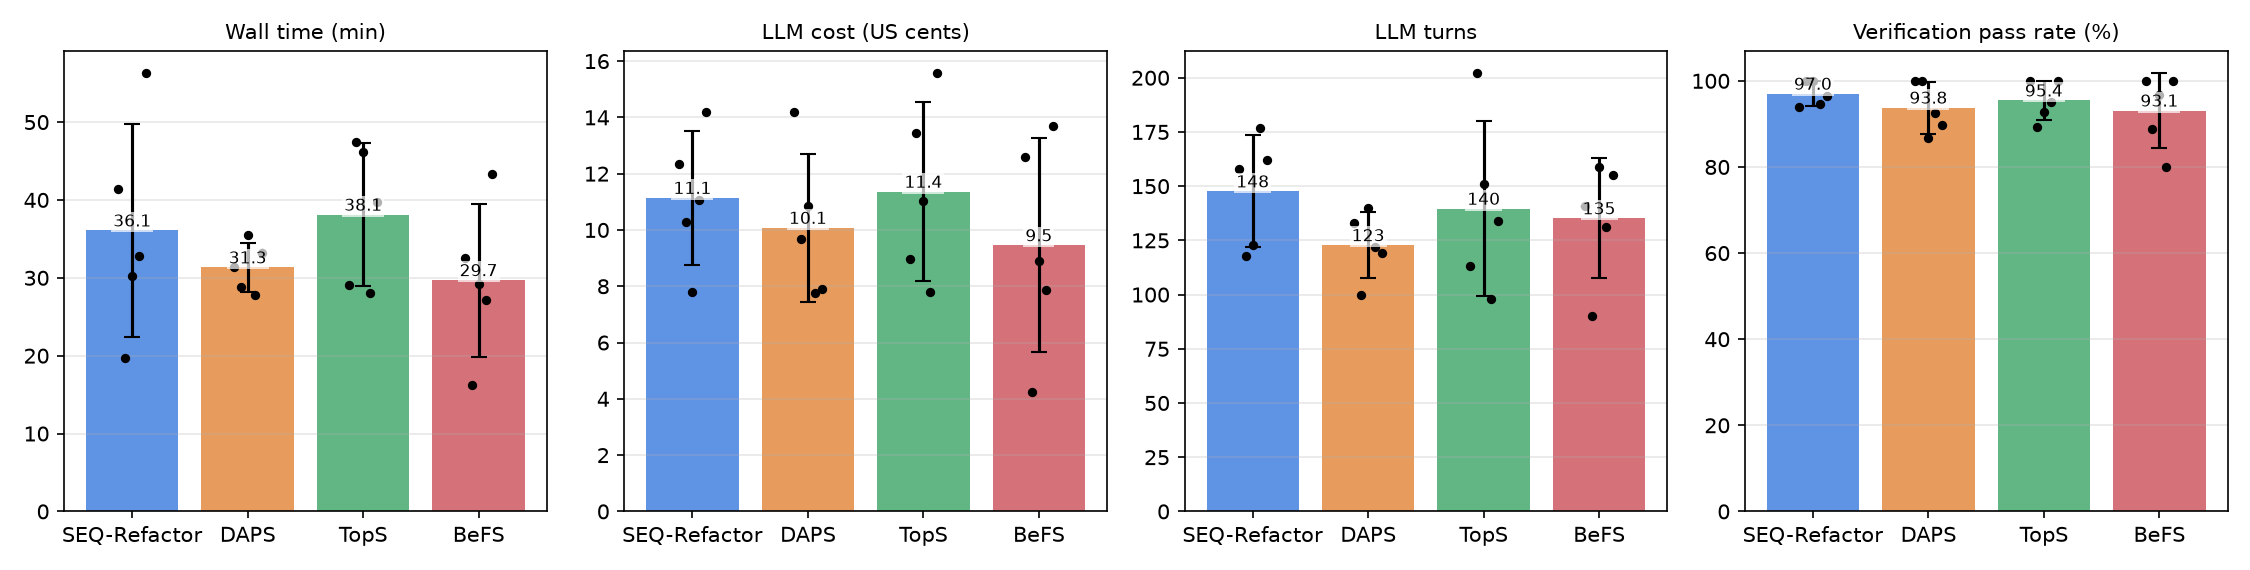 Wall time (min)
50
40
30
20
10
0
36.1
31.3
38.1
29.7
SEQ-Refactor
DAPS
TopS
BeFS
LLM cost (US cents)
16
14
12
10
8
6
4
2
0
11.1
10.1
11.4
9.5
SEQ-Refactor
DAPS
TopS
BeFS
LLM turns
200
175
150
125
100
75
50
25
0
148
123
140
135
SEQ-Refactor
DAPS
TopS
BeFS
Verification pass rate (%)
100
80
60
40
20
0
97.0
93.8
95.4
93.1
SEQ-Refactor
DAPS
TopS
BeFS